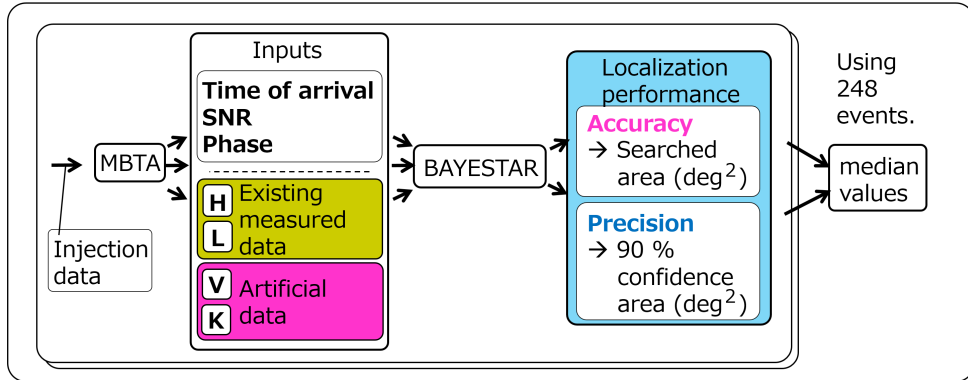 Inputs
Time of arrival
SNR
Phase
MBTA
H
L
Existing
measured
data
V
K
Artificial
data
Injection
data
BAYESTAR
Localization
performance
Accuracy
→ Searched
area (deg²)
Precision
→ 90 %
confidence
area (deg²)
Using
248
events.
median
values